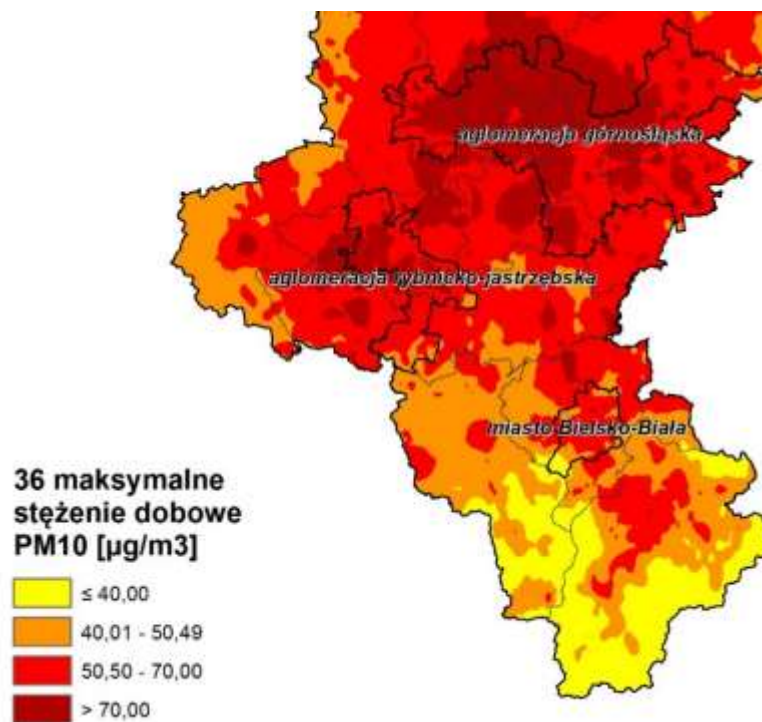 aglomeracja górnośląska
aglomeracja rybnicko-jastrzębska
miasto Bielsko-Biała
36 maksymalne
stężenie dobowe
PM10 [µg/m3]
≤ 40,00
40,01 - 50,49
50,50 - 70,00
> 70,00